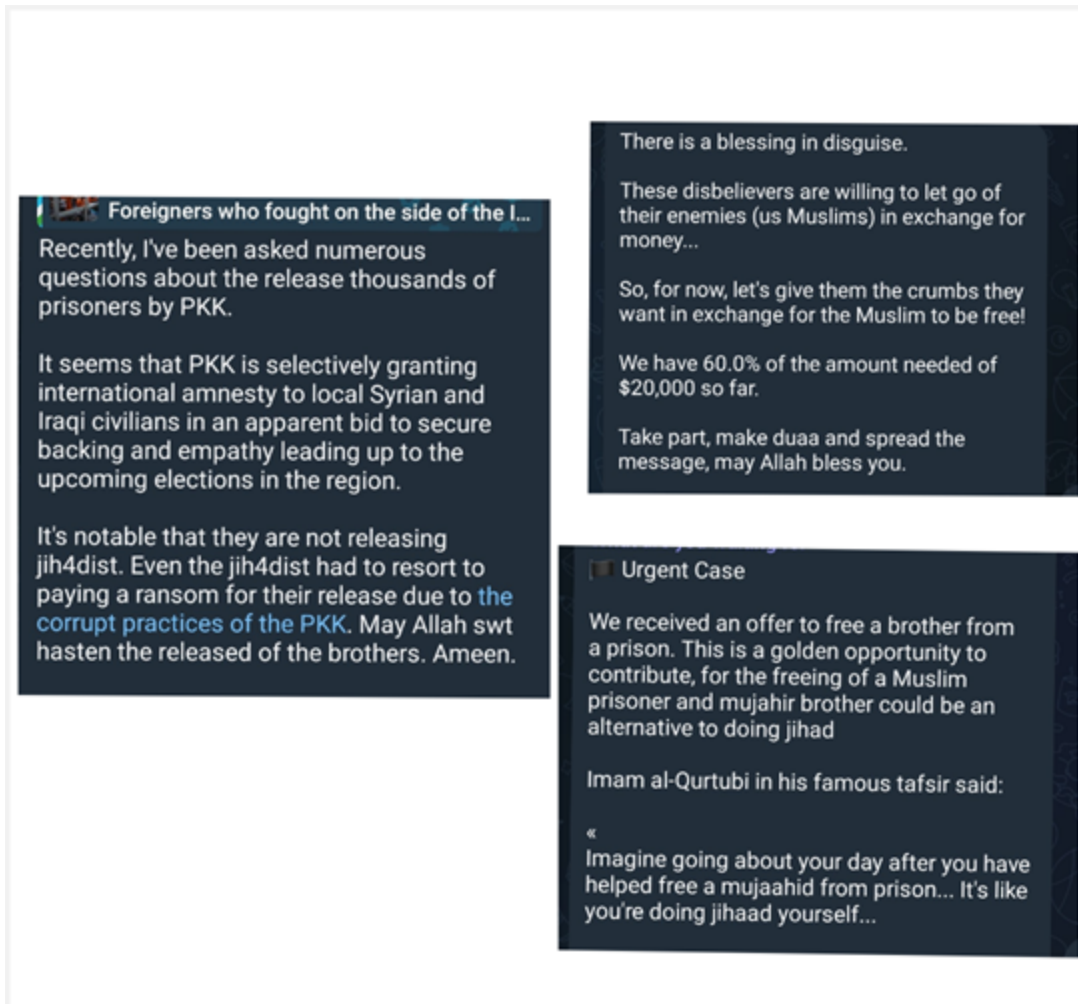 Foreigners who fought on the side of the I...
Recently, I've been asked numerous
questions about the release thousands of
prisoners by PKK.
It seems that PKK is selectively granting
international amnesty to local Syrian and
Iraqi civilians in an apparent bid to secure
backing and empathy leading up to the
upcoming elections in the region.
It's notable that they are not releasing
jih4dist. Even the jih4dist had to resort to
paying a ransom for their release due to the
corrupt practices of the PKK. May Allah swt
hasten the released of the brothers. Ameen.
There is a blessing in disguise.
These disbelievers are willing to let go of
their enemies (us Muslims) in exchange for
money...
So, for now, let's give them the crumbs they
want in exchange for the Muslim to be free!
We have 60.0% of the amount needed of
$20,000 so far.
Take part, make duaa and spread the
message, may Allah bless you.
Urgent Case
We received an offer to free a brother from
a prison. This is a golden opportunity to
contribute, for the freeing of a Muslim
prisoner and mujahir brother could be an
alternative to doing jihad
Imam al-Qurtubi in his famous tafsir said:
«
Imagine going about your day after you have
helped free a mujaahid from prison... It's like
you're doing jihaad yourself...